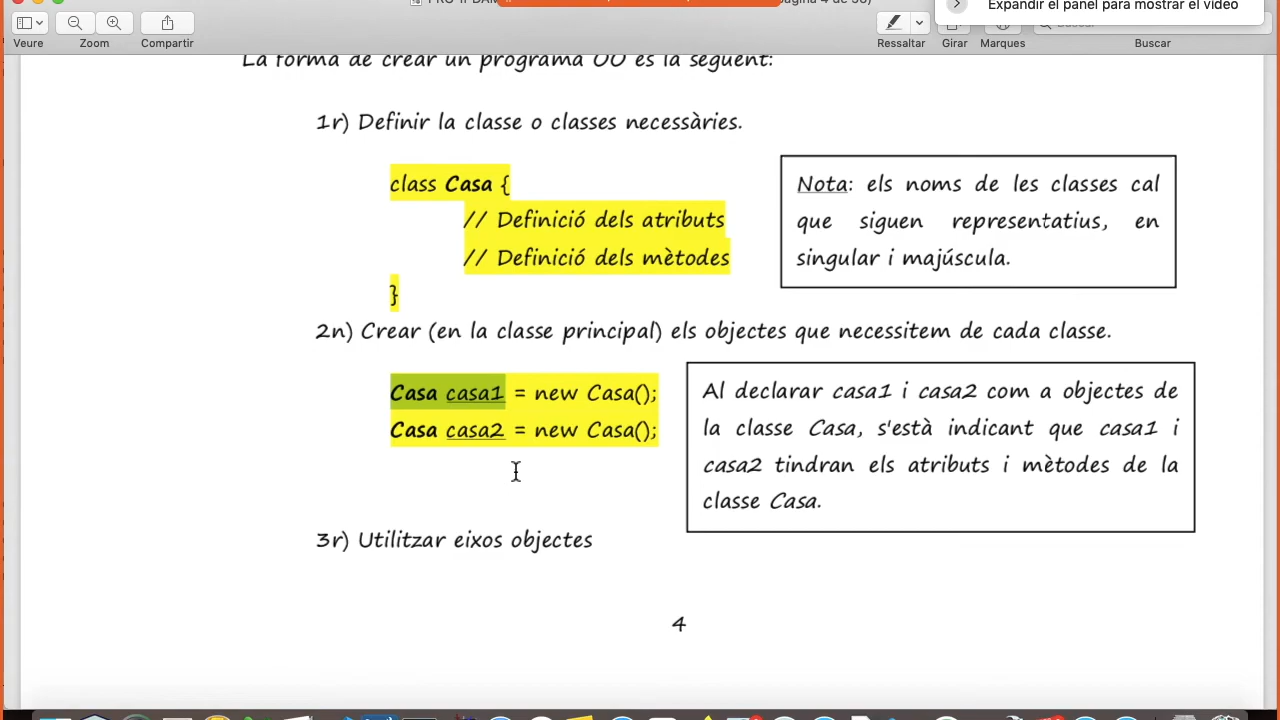 Expandir el panel para mostrar el vídeo
Veure
Zoom
Compartir
Ressaltar
Girar
Marques
Buscar
Buscar
La forma de crear un programa OO és la següent:
1r) Definir la classe o classes necessàries.
class Casa {
// Definició dels atributs
// Definició dels mètodes
}
Nota: els noms de les classes cal
que siguen representatius, en
singular i majúscula.
2n) Crear (en la classe principal) els objectes que necessitem de cada classe.
Casa casa1 = new Casa();
Casa casa2 = new Casa();
Al declarar casa1 i casa2 com a objectes de
la classe Casa, s'està indicant que casa1 i
casa2 tindran els atributs i mètodes de la
classe Casa.
3r) Utilitzar eixos objectes
4